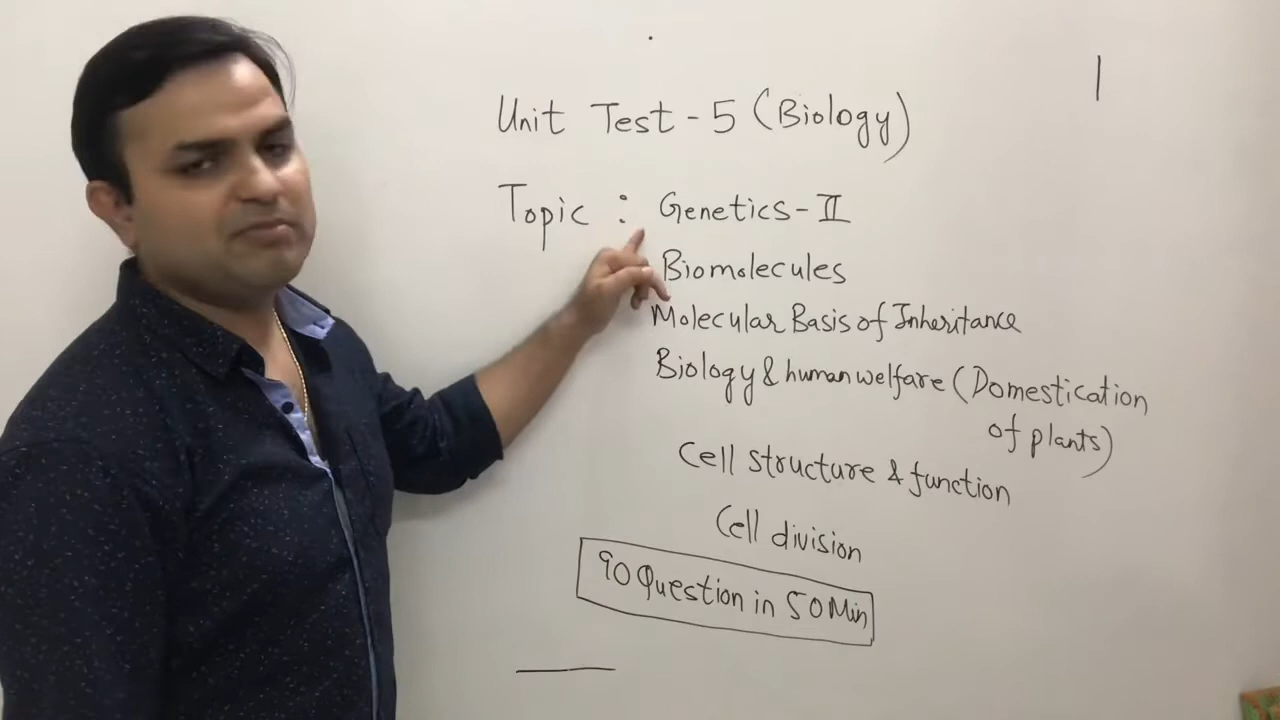 Unit Test - 5 (Biology)
Topic : Genetics - II
Biomolecules
Molecular Basis of Inheritance
Biology & human welfare (Domestication
of plants)
Cell structure & function
Cell division
90 Question in 50 Min